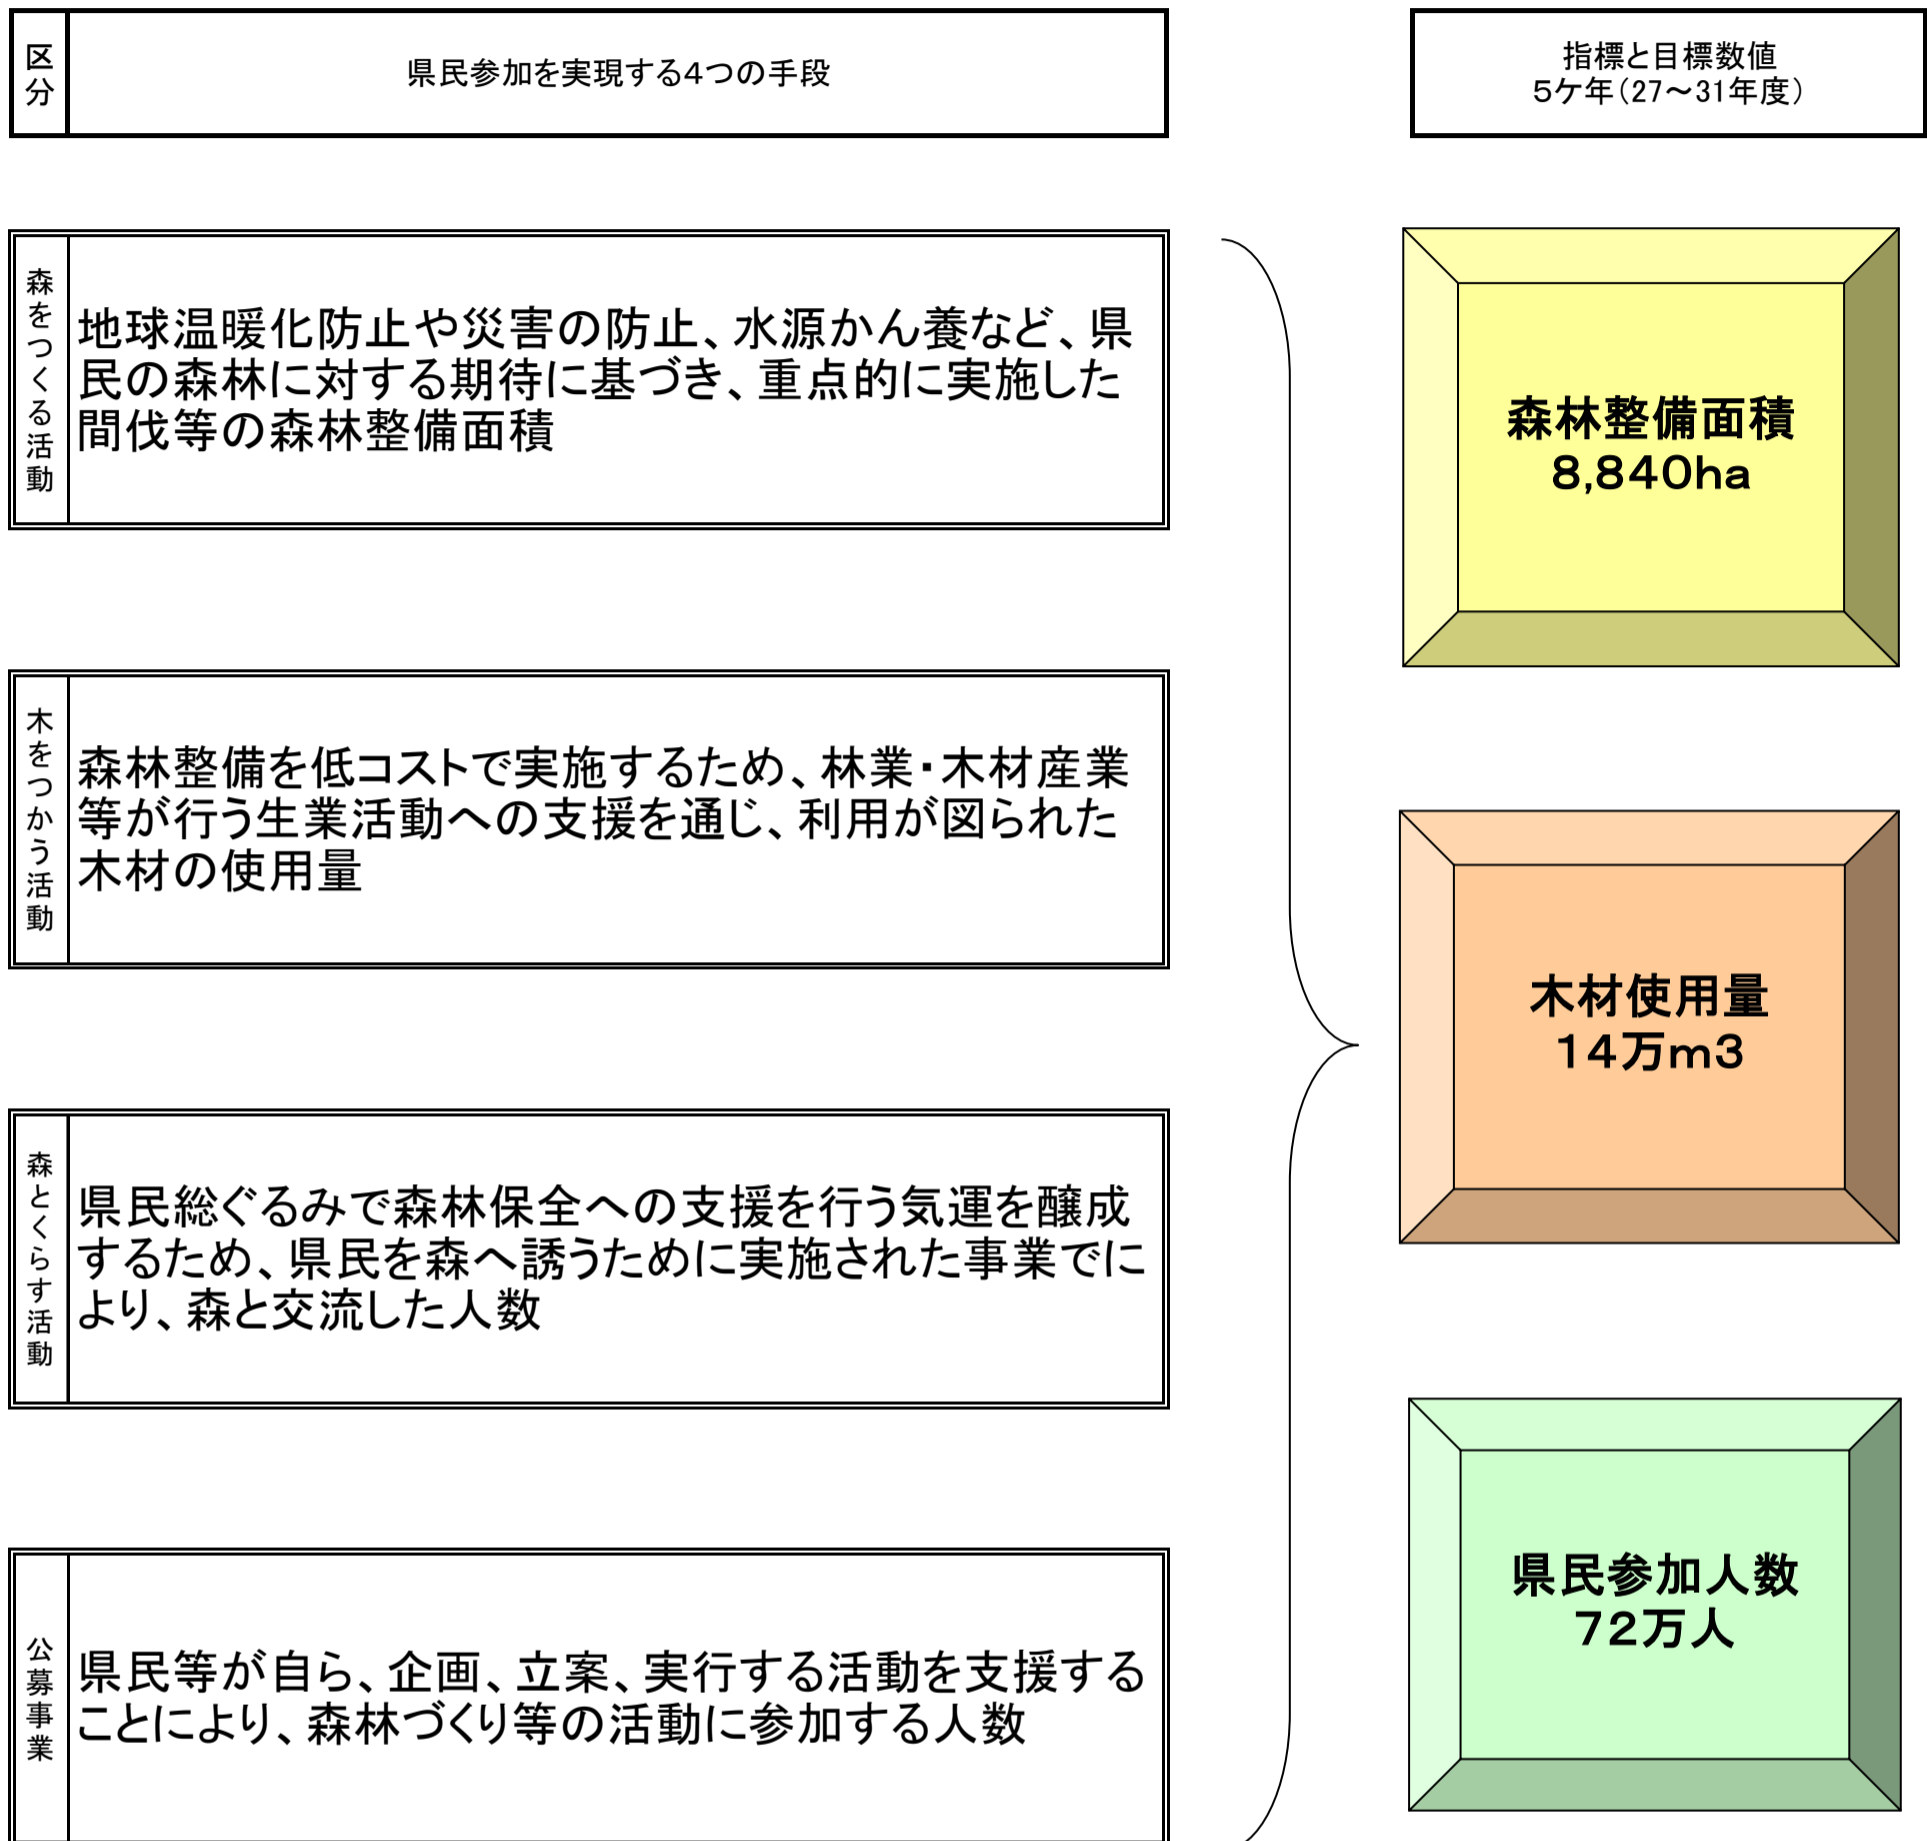 区分
県民参加を実現する4つの手段
指標と目標数値
5ケ年(27~31年度)
森をつくる活動
地球温暖化防止や災害の防止、水源かん養など、県
民の森林に対する期待に基づき、重点的に実施した
間伐等の森林整備面積
森林整備面積
8,840ha
木をつかう活動
森林整備を低コストで実施するため、林業・木材産業
等が行う生業活動への支援を通じ、利用が図られた
木材の使用量
木材使用量
14万m3
森とくらす活動
県民総ぐるみで森林保全への支援を行う気運を醸成
するため、県民を森へ誘うために実施された事業でに
より、森と交流した人数
県民参加人数
72万人
公募事業
県民等が自ら、企画、立案、実行する活動を支援する
ことにより、森林づくり等の活動に参加する人数